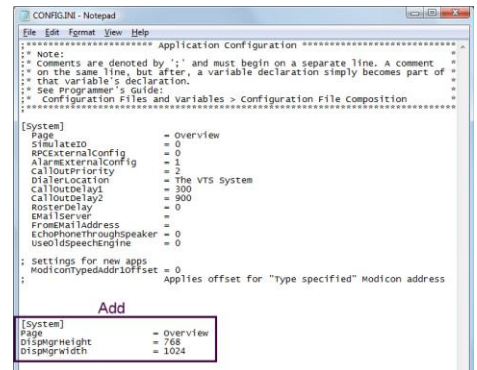 CONFIG.INI - Notepad
File Edit Format View Help
;*********************** Application Configuration ****************************
;* Note: *
;* Comments are denoted by ';' and must begin on a separate line. A comment *
;* on the same line, but after, a variable declaration simply becomes part of *
;* that variable's declaration. *
;* See Programmer's Guide: *
;* Configuration Files and Variables > Configuration File Composition *
;******************************************************************************
[System]
Page = Overview
SimulateIO = 0
RPCExternalConfig = 0
AlarmExternalConfig = 1
CallOutPriority = 2
DialerLocation = The VTS System
CallOutDelay1 = 300
CallOutDelay2 = 900
RosterDelay = 0
EMailServer =
FromEMailAddress =
EchoPhoneThroughSpeaker = 0
UseOldSpeechEngine = 0
; Settings for new apps
ModiconTypedAddr1Offset = 0
; Applies offset for "Type specified" Modicon address
Add
[System]
Page = Overview
DispMgrHeight = 768
DispMgrWidth = 1024